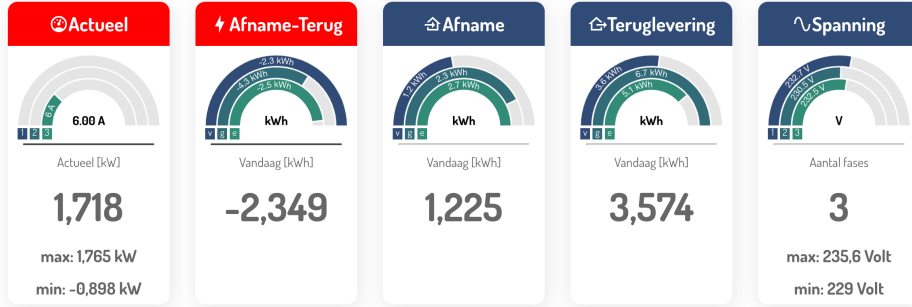 Actueel
6 A
6.00 A
1 2 3
Actueel [kW]
1,718
max: 1,765 kW
min: -0,898 kW
Afname-Terug
-2.3 kWh
-4.3 kWh
-2.5 kWh
kWh
v g e
Vandaag [kWh]
-2,349
Afname
1.2 kWh
2.3 kWh
2.7 kWh
kWh
v g e
Vandaag [kWh]
1,225
Teruglevering
3.6 kWh
6.7 kWh
5.1 kWh
kWh
v g e
Vandaag [kWh]
3,574
Spanning
232.7 V
230.5 V
232.5 V
V
1 2 3
Aantal fases
3
max: 235,6 Volt
min: 229 Volt